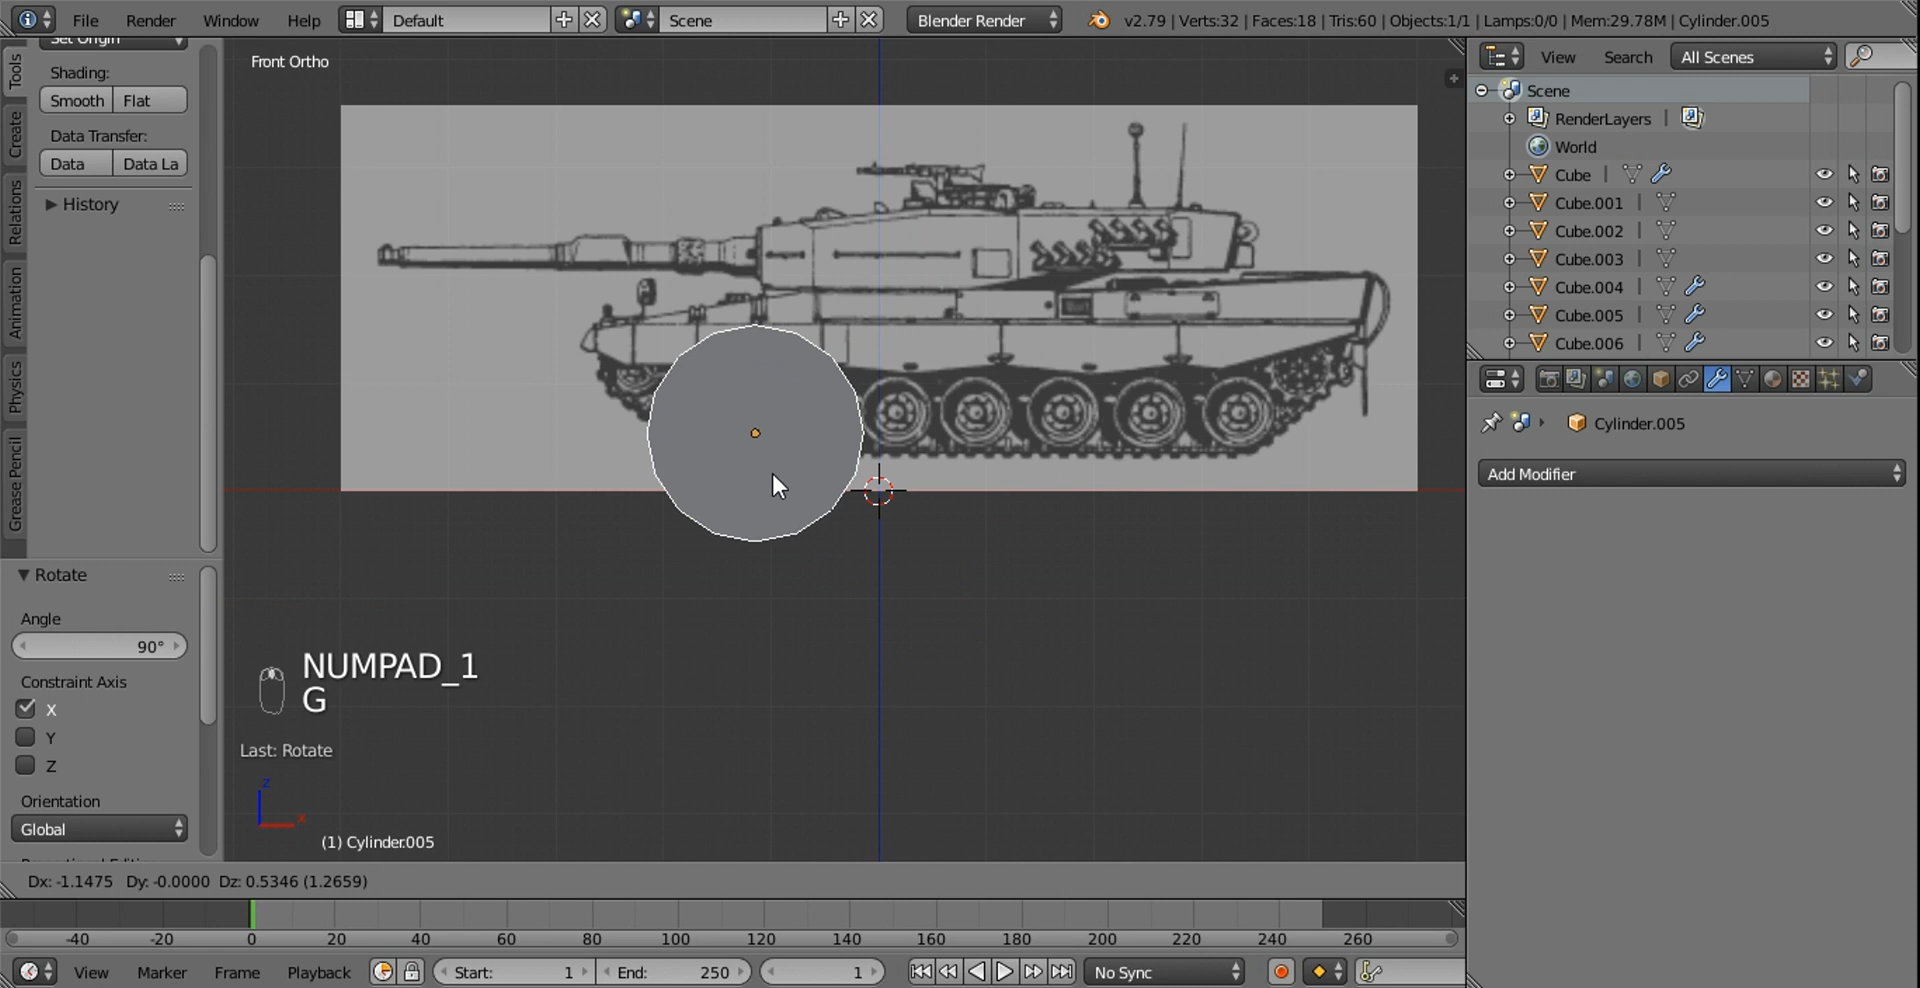 File Render Window Help Default Scene Blender Render v2.79 | Verts:32 | Faces:18 | Tris:60 | Objects:1/1 | Lamps:0/0 | Mem:29.78M | Cylinder.005
Tools
Create
Relations
Animation
Physics
Grease Pencil
Set Origin
Shading:
Smooth Flat
Data Transfer:
Data Data La
History
Rotate
Angle
90°
Constraint Axis
X
Y
Z
Orientation
Global
Front Ortho
NUMPAD_1
G
Last: Rotate
z
x
(1) Cylinder.005
Dx: -1.1475 Dy: -0.0000 Dz: 0.5346 (1.2659)
View Search All Scenes
Scene
RenderLayers |
World
Cube |
Cube.001 |
Cube.002 |
Cube.003 |
Cube.004 |
Cube.005 |
Cube.006 |
Cylinder.005
Add Modifier
-40 -20 0 20 40 60 80 100 120 140 160 180 200 220 240 260
View Marker Frame Playback Start: 1 End: 250 1 No Sync